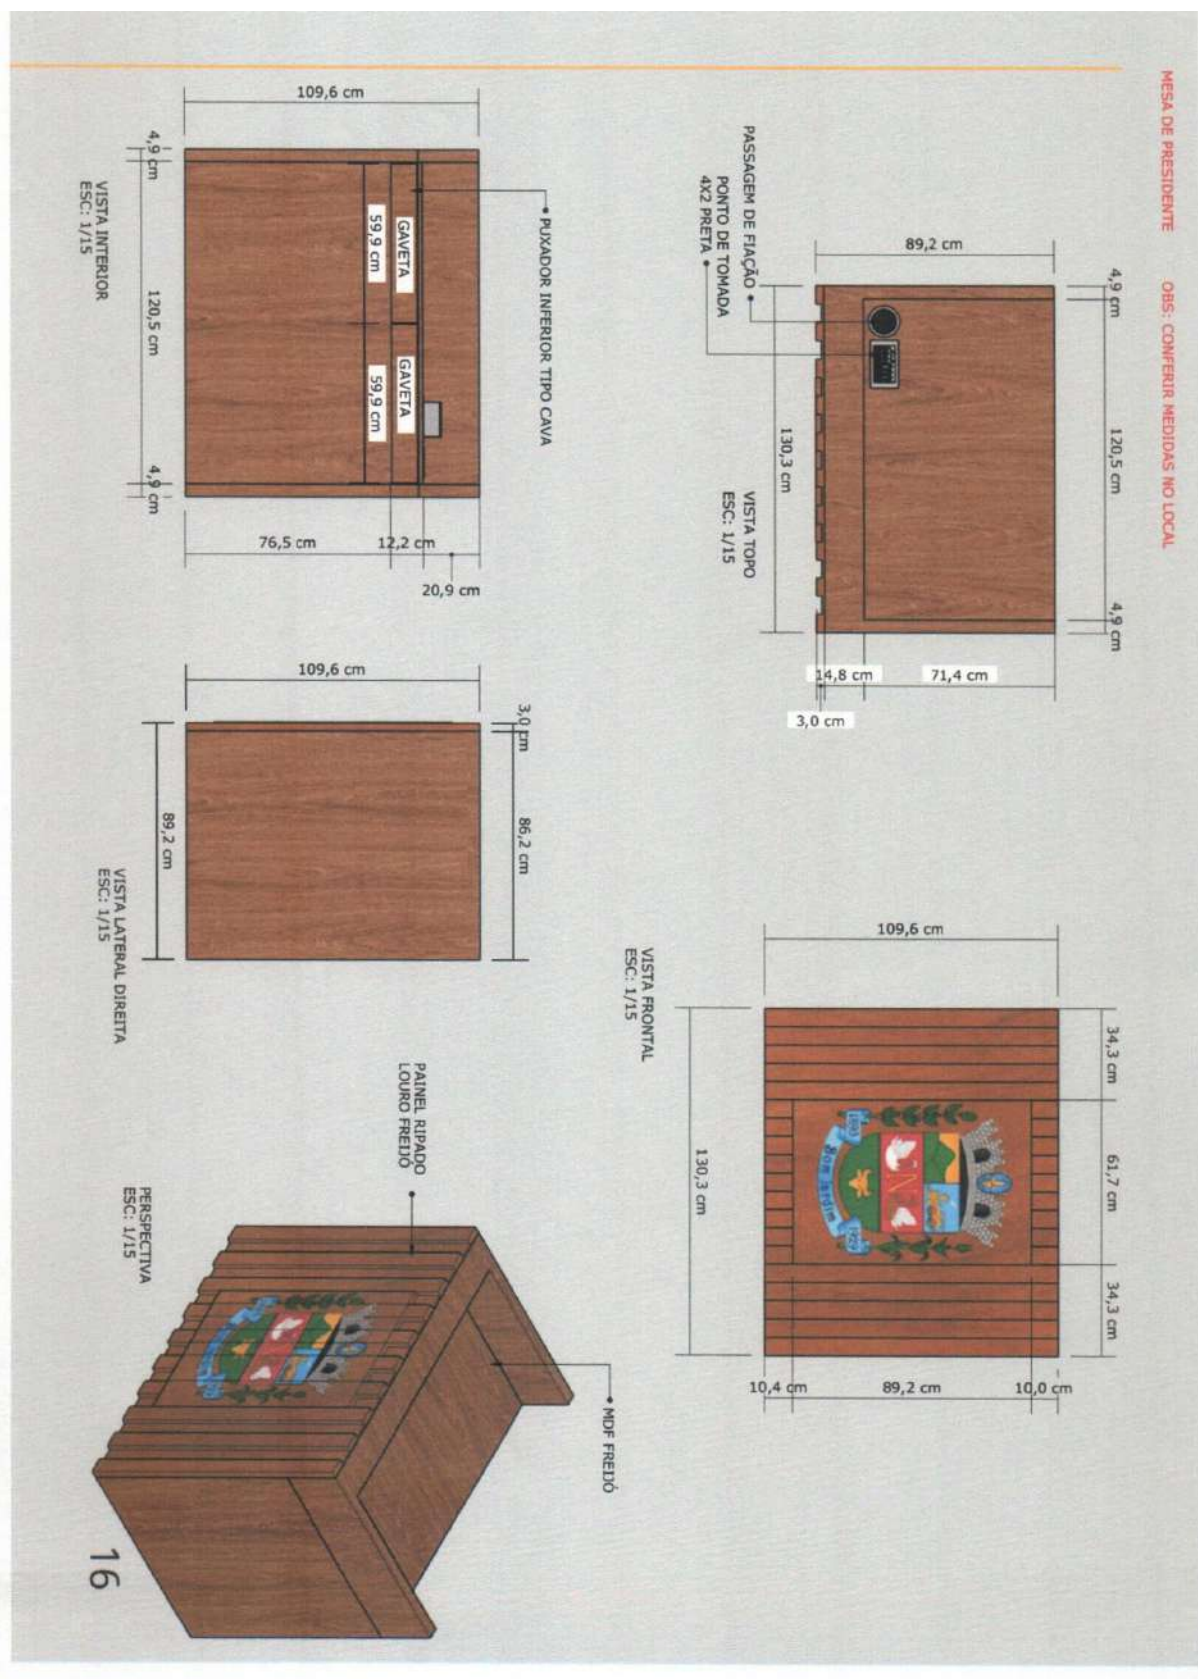 MESA DE PRESIDENTE OBS: CONFERIR MEDIDAS NO LOCAL
4,9 cm
120,5 cm
4,9 cm
89,2 cm
PASSAGEM DE FIAÇÃO
PONTO DE TOMADA
4X2 PRETA
14,8 cm
71,4 cm
3,0 cm
130,3 cm
VISTA TOPO
ESC: 1/15
109,6 cm
34,3 cm
61,7 cm
34,3 cm
10,0 cm
89,2 cm
10,4 cm
130,3 cm
Bom Jardim
VISTA FRONTAL
ESC: 1/15
PUXADOR INFERIOR TIPO CAVA
109,6 cm
GAVETA
GAVETA
59,9 cm
59,9 cm
20,9 cm
12,2 cm
76,5 cm
4,9 cm
120,5 cm
4,9 cm
VISTA INTERIOR
ESC: 1/15
3,0 cm
86,2 cm
109,6 cm
89,2 cm
VISTA LATERAL DIREITA
ESC: 1/15
MDF FREIJÓ
PAINEL RIPADO
LOURO FREIJÓ
PERSPECTIVA
ESC: 1/15
16